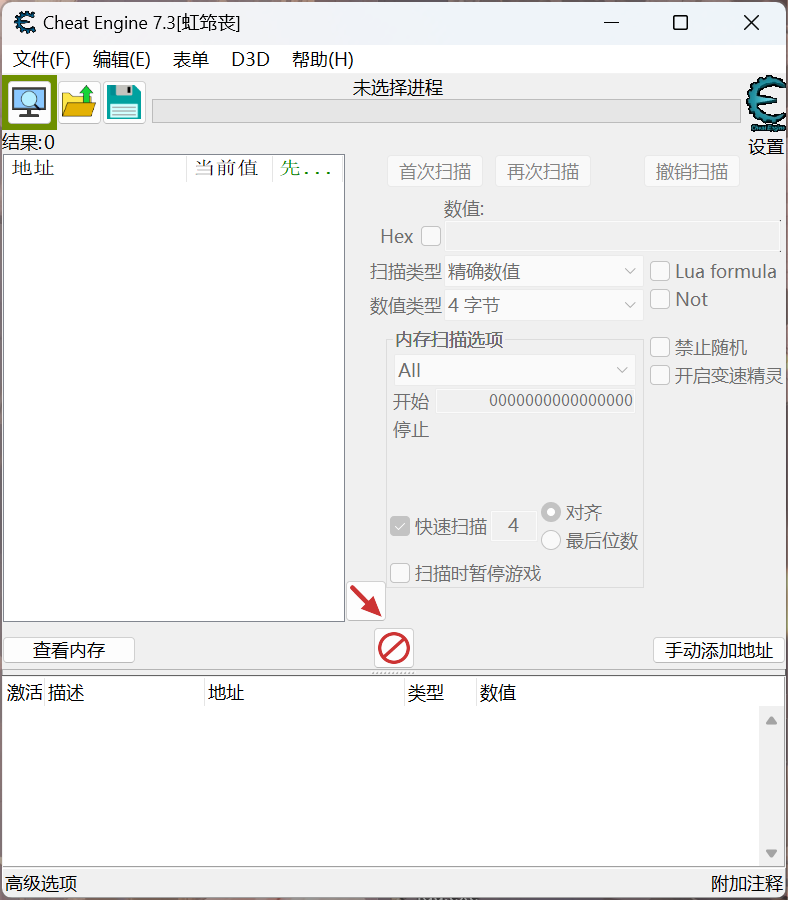 Cheat Engine 7.3[虹筇丧]
文件(F) 编辑(E) 表单 D3D 帮助(H)
未选择进程
Cheat Engine
设置
结果:0
地址 当前值 先...
首次扫描 再次扫描 撤销扫描
数值:
Hex
扫描类型 精确数值 Lua formula
数值类型 4 字节 Not
内存扫描选项
All
禁止随机
开启变速精灵
开始 0000000000000000
停止
快速扫描 4 对齐
最后位数
扫描时暂停游戏
查看内存 手动添加地址
激活 描述 地址 类型 数值
高级选项 附加注释